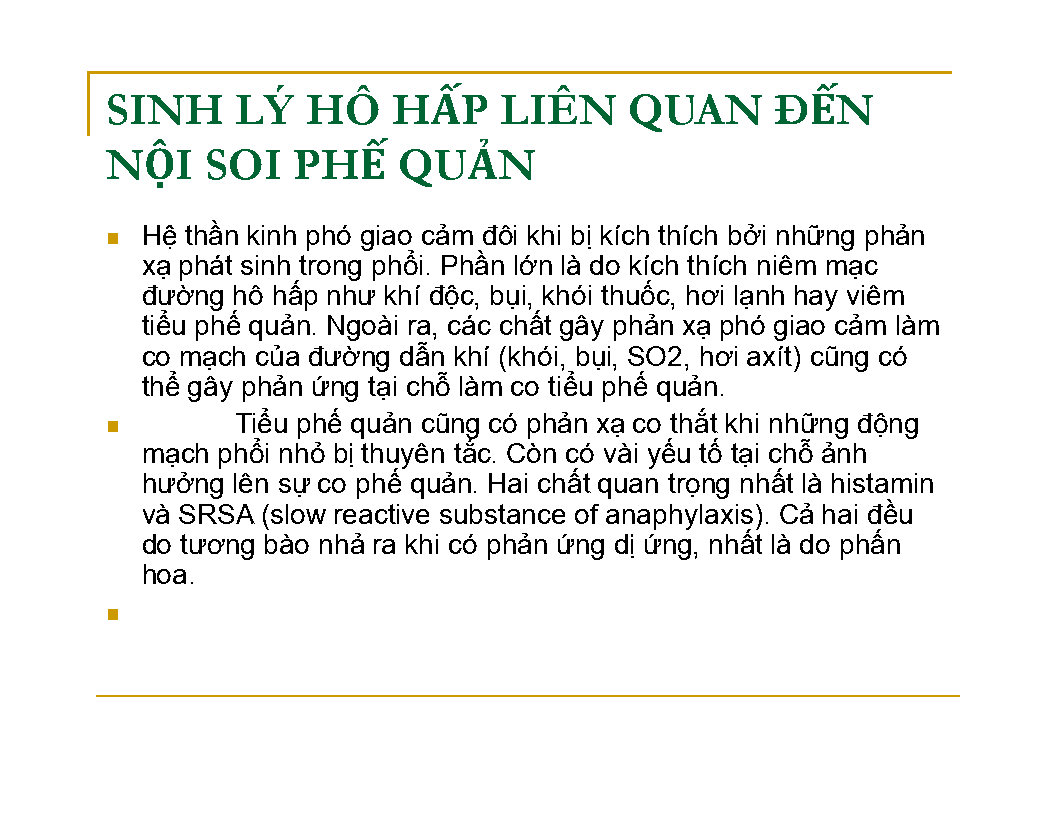 SINH LÝ HÔ HẤP LIÊN QUAN ĐẾN
NỘI SOI PHẾ QUẢN
Hệ thần kinh phó giao cảm đôi khi bị kích thích bởi những phản
xạ phát sinh trong phổi. Phần lớn là do kích thích niêm mạc
đường hô hấp như khí độc, bụi, khói thuốc, hơi lạnh hay viêm
tiểu phế quản. Ngoài ra, các chất gây phản xạ phó giao cảm làm
co mạch của đường dẫn khí (khói, bụi, SO2, hơi axít) cũng có
thể gây phản ứng tại chỗ làm co tiểu phế quản.
Tiểu phế quản cũng có phản xạ co thắt khi những động
mạch phổi nhỏ bị thuyên tắc. Còn có vài yếu tố tại chỗ ảnh
hưởng lên sự co phế quản. Hai chất quan trọng nhất là histamin
và SRSA (slow reactive substance of anaphylaxis). Cả hai đều
do tương bào nhả ra khi có phản ứng dị ứng, nhất là do phấn
hoa.